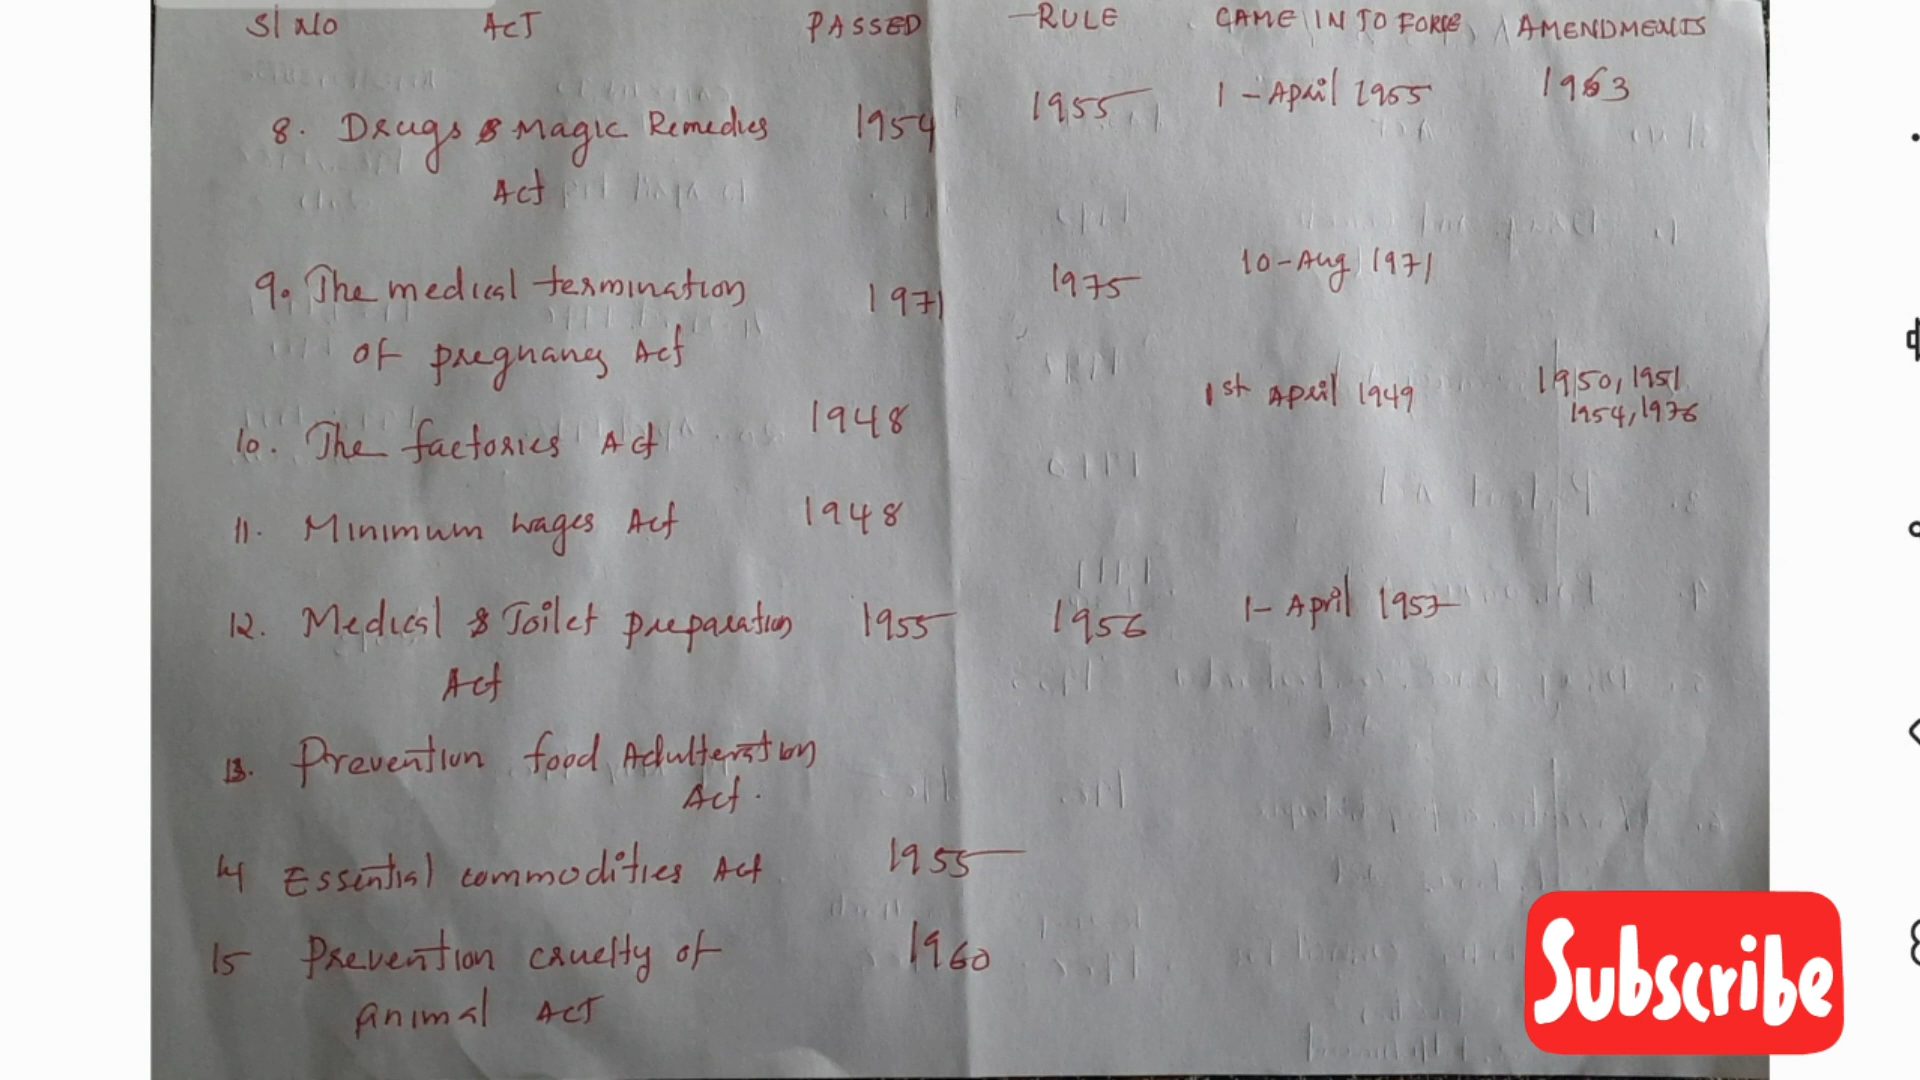 Sl NO ACT PASSED RULE CAME IN TO FORCE AMENDMENTS
8. Drugs & Magic Remedies 1954 1955 1 - April 1955 1963
Act
9. The medical termination 1971 1975 10-Aug 1971
of pregnancy Act
10. The factories Act 1948 1st April 1949 1950, 1951
1954, 1976
11. Minimum wages Act 1948
12. Medical & Toilet preparation 1955 1956 1- April 1957
Act
13. Prevention food Adulteration
Act.
14 Essential commodities Act 1955
15 Prevention cruelty of 1960
animal ACT
Subscribe